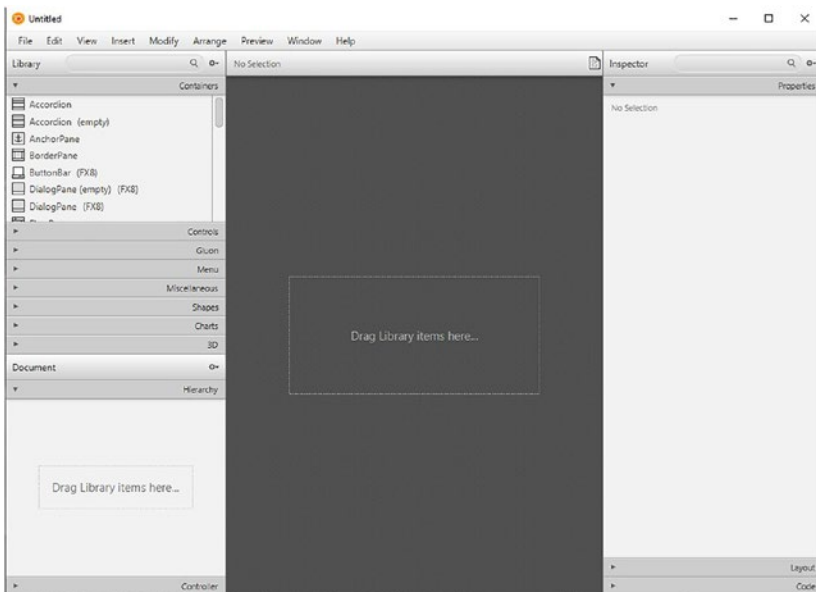 Untitled
File Edit View Insert Modify Arrange Preview Window Help
Library
No Selection
Inspector
Containers
Properties
Accordion
No Selection
Accordion (empty)
AnchorPane
BorderPane
ButtonBar (FX8)
DialogPane (empty) (FX8)
DialogPane (FX8)
Controls
Gluon
Menu
Miscellaneous
Shapes
Charts
3D
Drag Library items here...
Document
Hierarchy
Drag Library items here...
Layout
Controller
Code